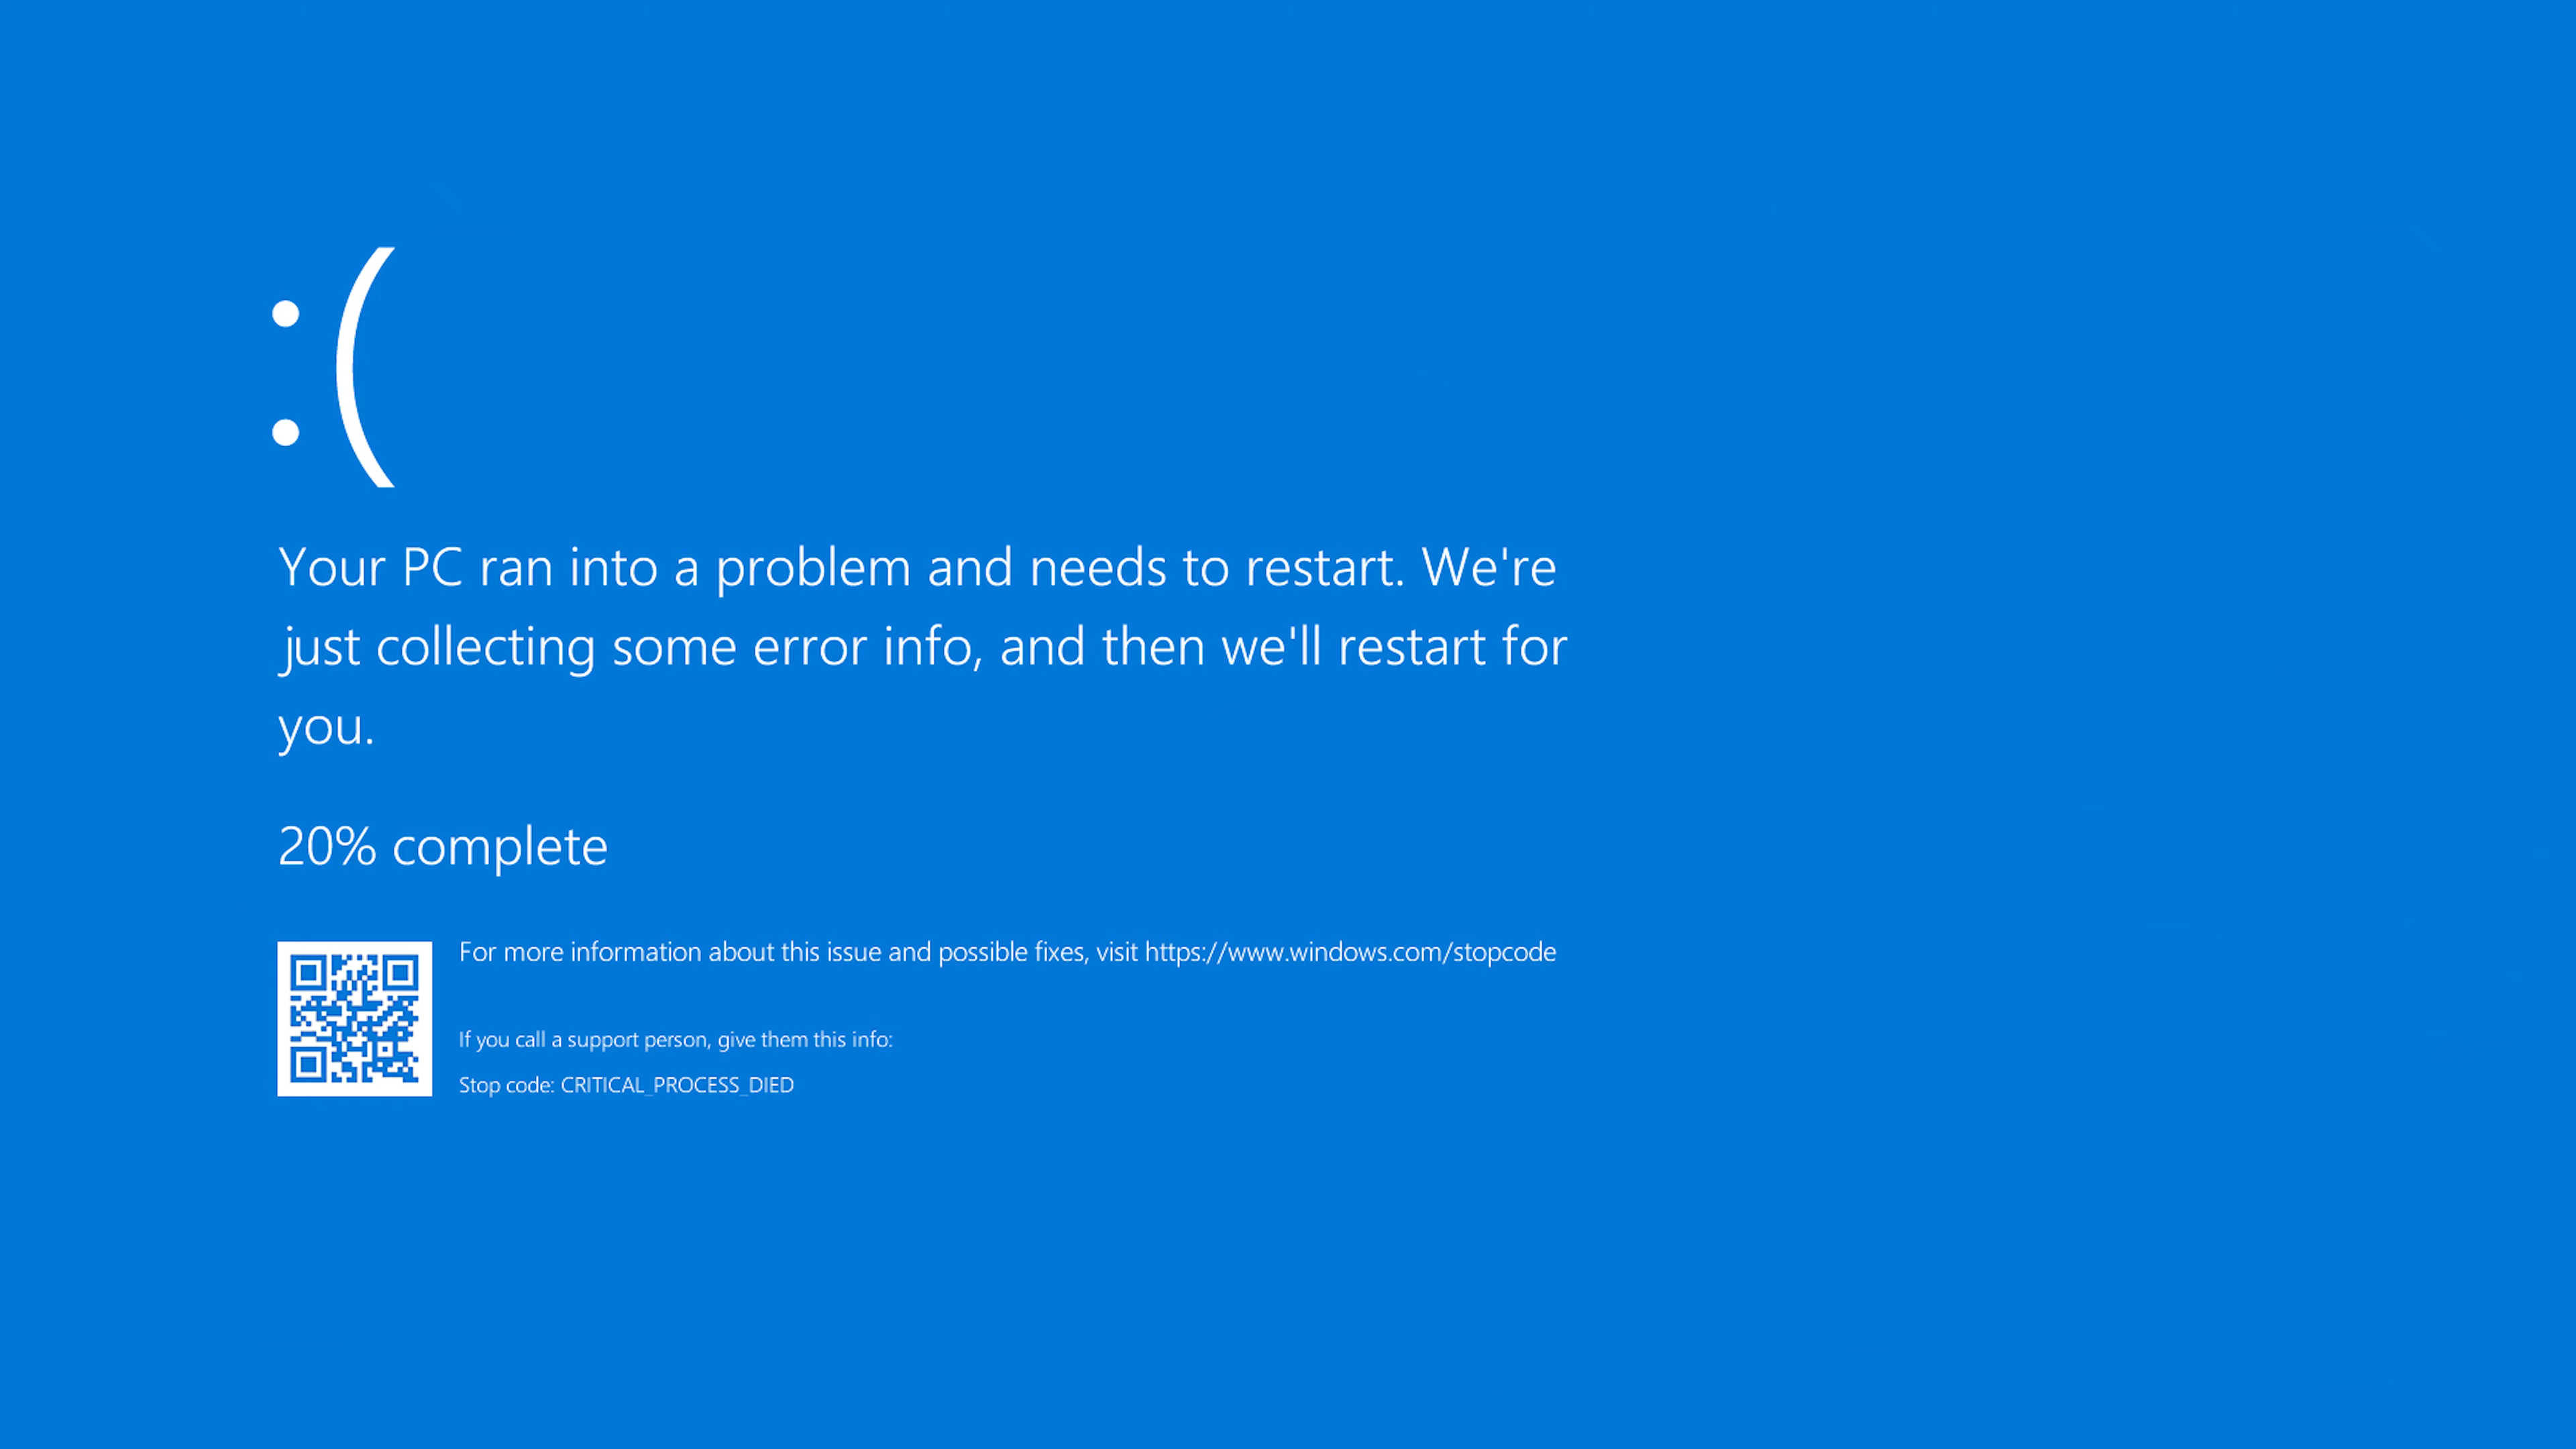 :(
Your PC ran into a problem and needs to restart. We're
just collecting some error info, and then we'll restart for
you.
20% complete
For more information about this issue and possible fixes, visit https://www.windows.com/stopcode
If you call a support person, give them this info:
Stop code: CRITICAL_PROCESS_DIED